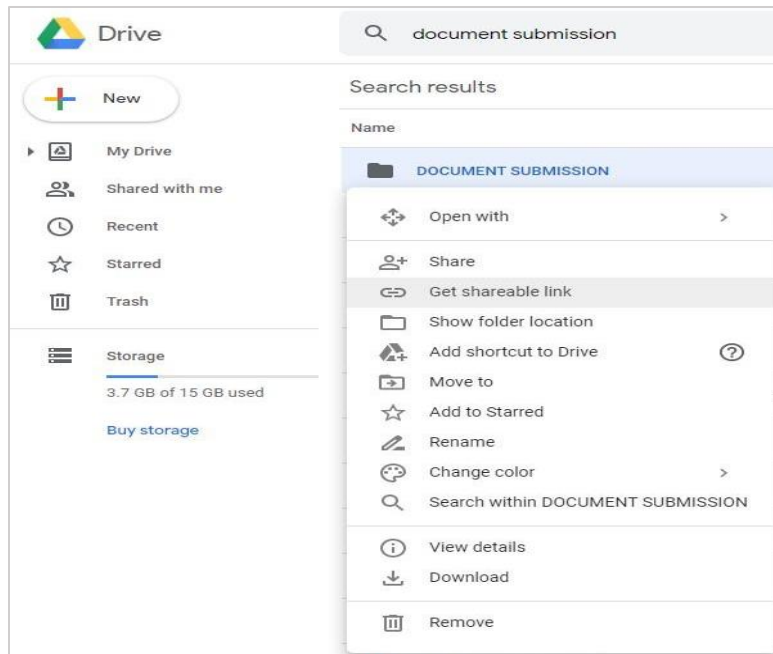 Drive
document submission
New
My Drive
Shared with me
Recent
Starred
Trash
Storage
3.7 GB of 15 GB used
Buy storage
Search results
Name
DOCUMENT SUBMISSION
Open with
Share
Get shareable link
Show folder location
Add shortcut to Drive
Move to
Add to Starred
Rename
Change color
Search within DOCUMENT SUBMISSION
View details
Download
Remove